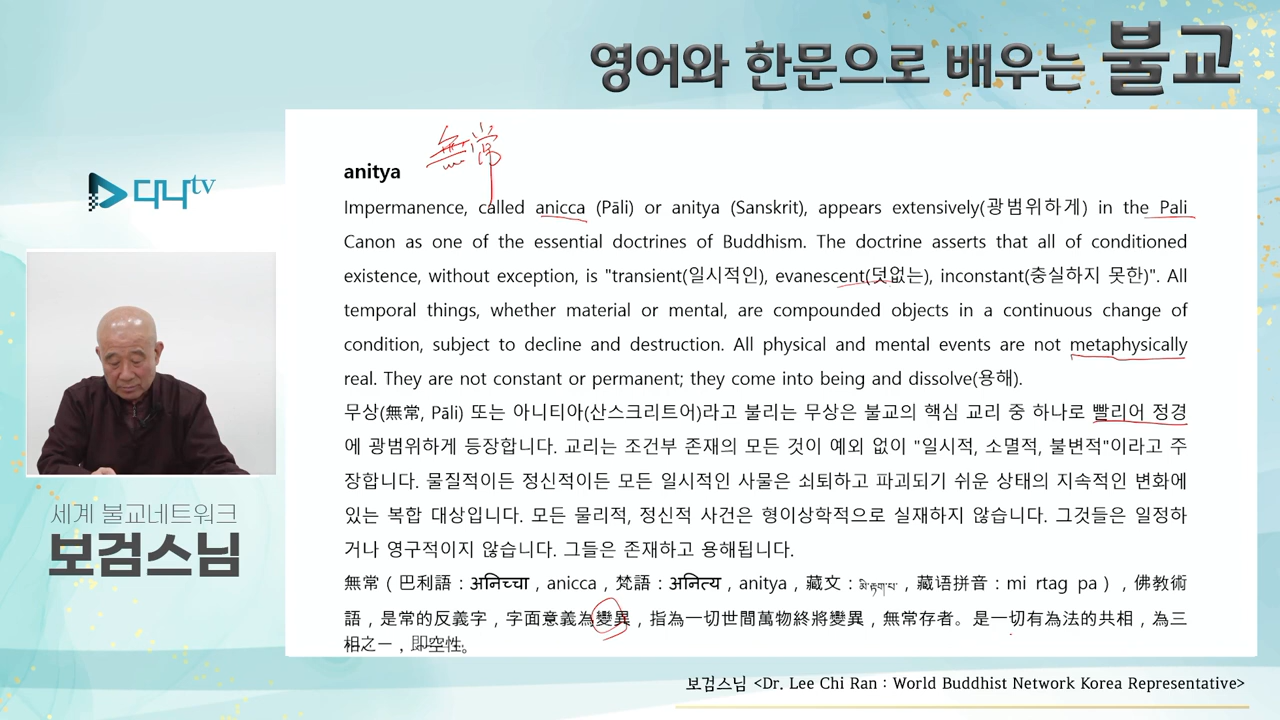 영어와 한문으로 배우는 불교
디나tv
無常
anitya
Impermanence, called anicca (Pāli) or anitya (Sanskrit), appears extensively(광범위하게) in the Pali
Canon as one of the essential doctrines of Buddhism. The doctrine asserts that all of conditioned
existence, without exception, is "transient(일시적인), evanescent(덧없는), inconstant(충실하지 못한)". All
temporal things, whether material or mental, are compounded objects in a continuous change of
condition, subject to decline and destruction. All physical and mental events are not metaphysically
real. They are not constant or permanent; they come into being and dissolve(용해).
무상(無常, Pāli) 또는 아니티아(산스크리트어)라고 불리는 무상은 불교의 핵심 교리 중 하나로 빨리어 정경
에 광범위하게 등장합니다. 교리는 조건부 존재의 모든 것이 예외 없이 "일시적, 소멸적, 불변적"이라고 주
장합니다. 물질적이든 정신적이든 모든 일시적인 사물은 쇠퇴하고 파괴되기 쉬운 상태의 지속적인 변화에
있는 복합 대상입니다. 모든 물리적, 정신적 사건은 형이상학적으로 실재하지 않습니다. 그것들은 일정하
거나 영구적이지 않습니다. 그들은 존재하고 용해됩니다.
無常（巴利語：अनिच्चा，anicca，梵語：अनित्य，anitya，藏文：མི་རྟག་པ་，藏语拼音：mi rtag pa），佛教術
語，是常的反義字，字面意義為變異，指為一切世間萬物終將變異，無常存者。是一切有為法的共相，為三
相之一，即空性。
세계 불교네트워크
보검스님
보검스님 <Dr. Lee Chi Ran : World Buddhist Network Korea Representative>